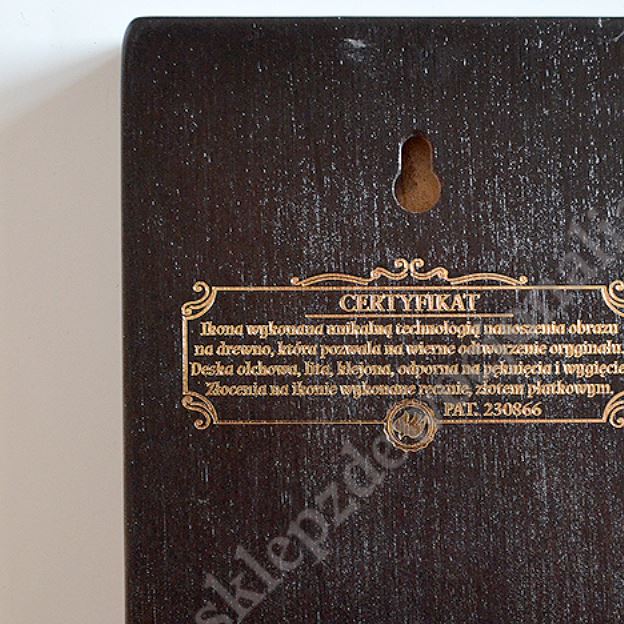 CERTYFIKAT
Ikona wykonana unikalną technologią nanoszenia obrazu
na drewno, która pozwala na wierne odtworzenie oryginału.
Deska olchowa, lita, klejona, odporna na pęknięcia i wygięcie.
Złocenia na ikonie wykonane ręcznie, złotem płatkowym.
PAT. 230866